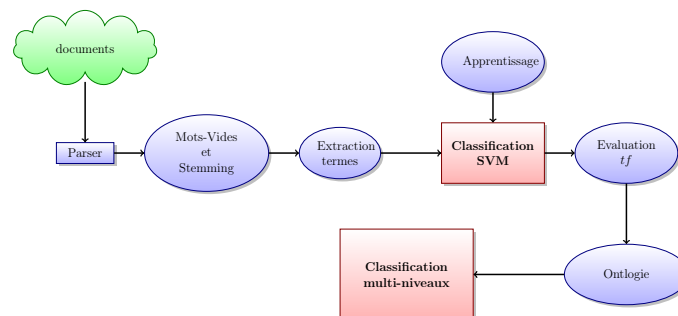 documents
Parser
Mots-Vides
et
Stemming
Extraction
termes
Apprentissage
Classification
SVM
Evaluation
tf
Ontlogie
Classification
multi-niveaux